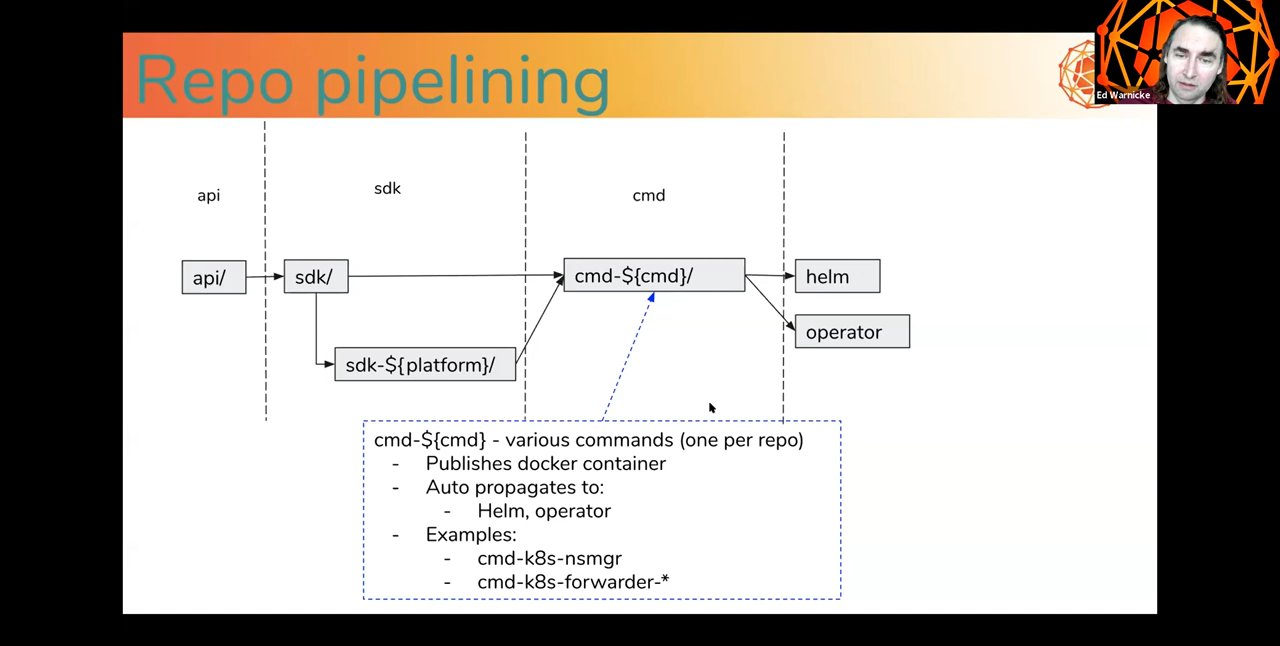 Repo pipelining
Ed Warnicke
api
sdk
cmd
api/
sdk/
cmd-${cmd}/
helm
operator
sdk-${platform}/
cmd-${cmd} - various commands (one per repo)
- Publishes docker container
- Auto propagates to:
- Helm, operator
- Examples:
- cmd-k8s-nsmgr
- cmd-k8s-forwarder-*